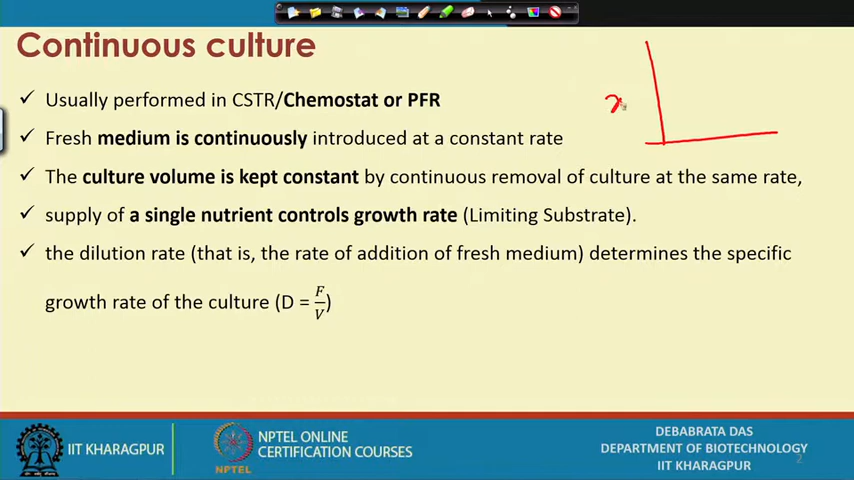 Continuous culture
✓ Usually performed in CSTR/Chemostat or PFR
x
✓ Fresh medium is continuously introduced at a constant rate
✓ The culture volume is kept constant by continuous removal of culture at the same rate,
✓ supply of a single nutrient controls growth rate (Limiting Substrate).
✓ the dilution rate (that is, the rate of addition of fresh medium) determines the specific
growth rate of the culture (D = F/V)
IIT KHARAGPUR
NPTEL
NPTEL ONLINE
CERTIFICATION COURSES
DEBABRATA DAS
DEPARTMENT OF BIOTECHNOLOGY
IIT KHARAGPUR
2